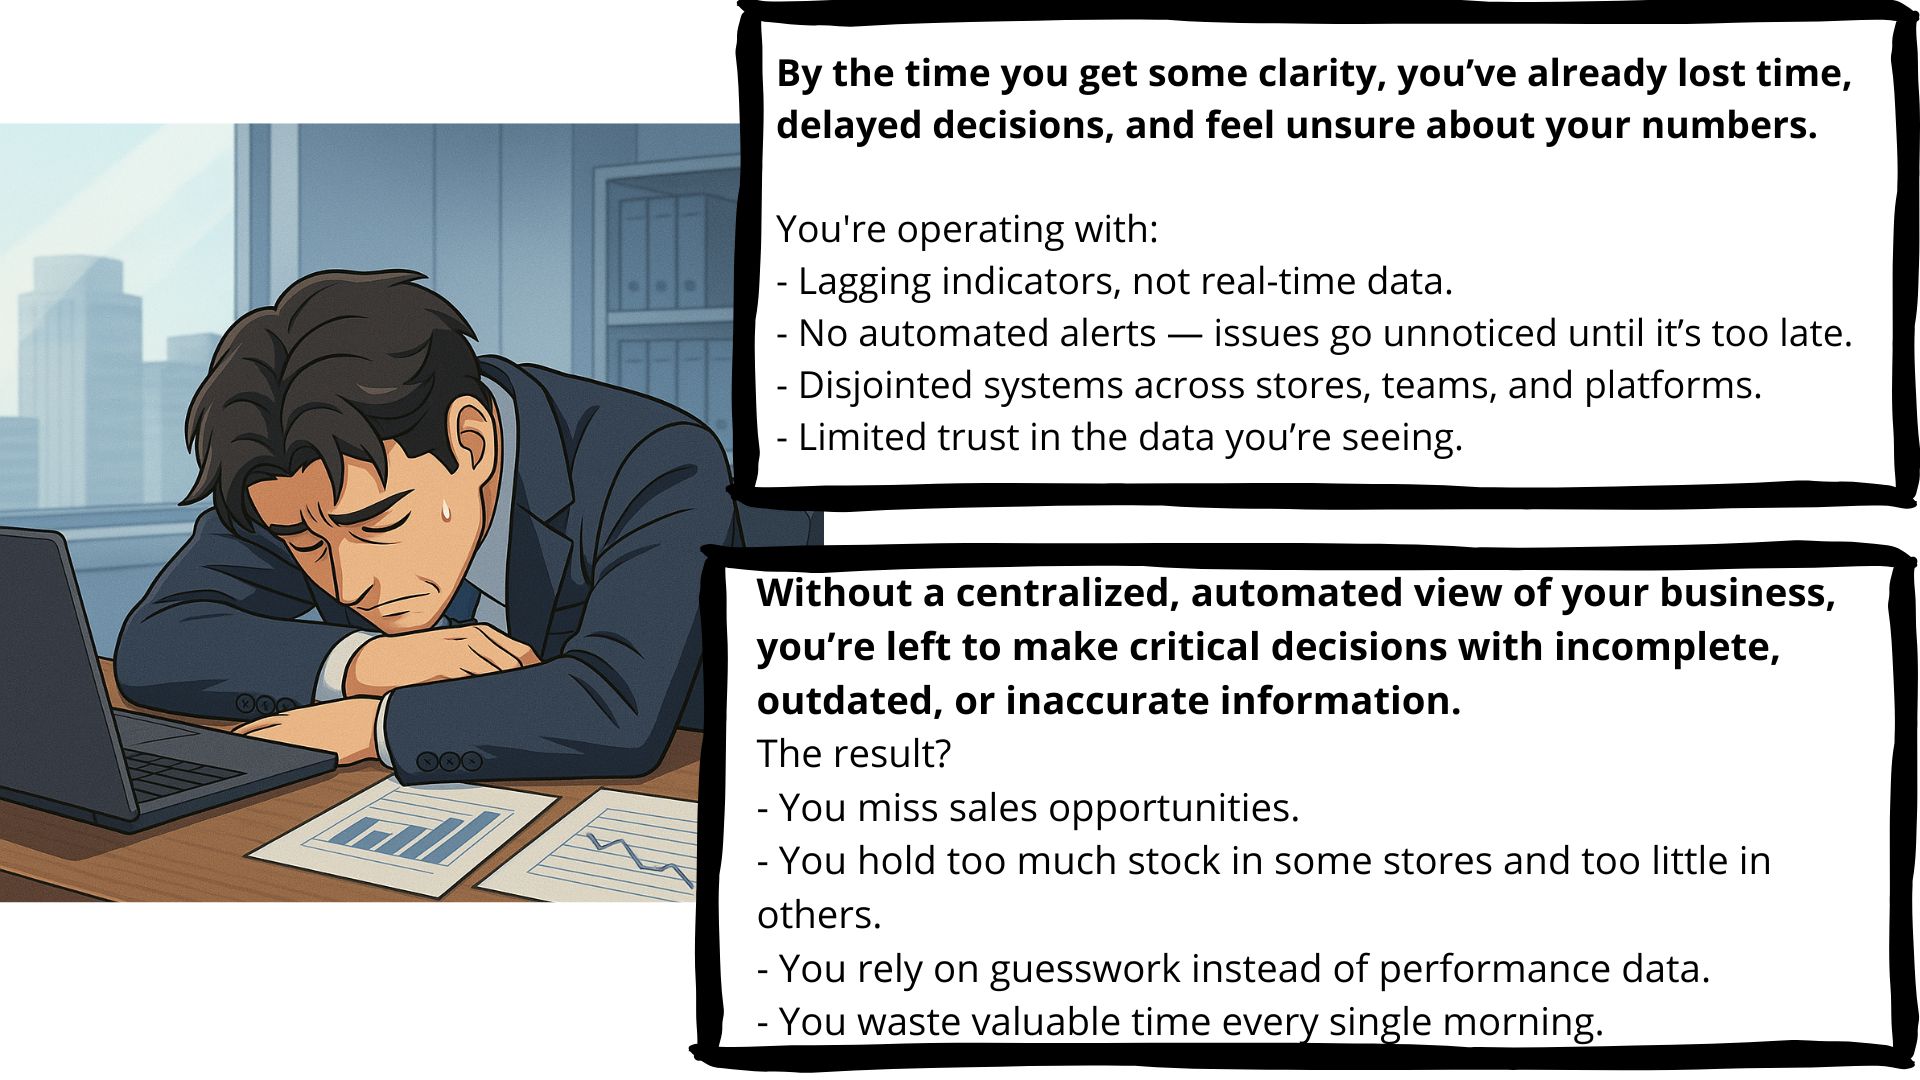 By the time you get some clarity, you’ve already lost time,
delayed decisions, and feel unsure about your numbers.
You're operating with:
- Lagging indicators, not real-time data.
- No automated alerts — issues go unnoticed until it’s too late.
- Disjointed systems across stores, teams, and platforms.
- Limited trust in the data you’re seeing.
Without a centralized, automated view of your business,
you’re left to make critical decisions with incomplete,
outdated, or inaccurate information.
The result?
- You miss sales opportunities.
- You hold too much stock in some stores and too little in
others.
- You rely on guesswork instead of performance data.
- You waste valuable time every single morning.